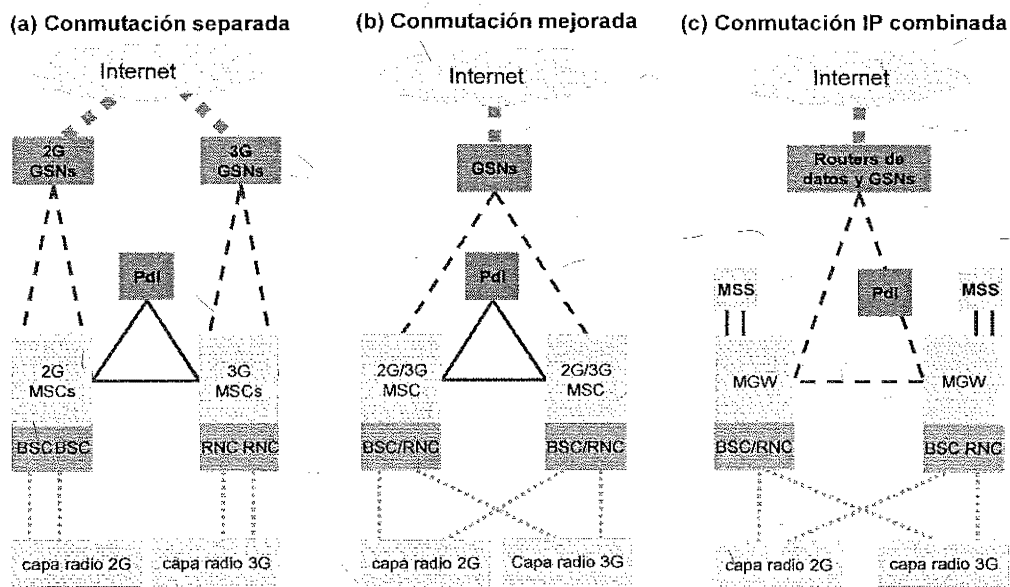 (a) Conmutación separada
Internet
2G
GSNs
3G
GSNs
PdI
2G
MSCs
3G
MSCs
BSC BSC
RNC RNC
capa radio 2G
capa radio 3G
(b) Conmutación mejorada
Internet
GSNs
PdI
2G/3G
MSC
2G/3G
MSC
BSC/RNC
BSC/RNC
capa radio 2G
Capa radio 3G
(c) Conmutación IP combinada
Internet
Routers de
datos y GSNs
MSS
PdI
MSS
MGW
MGW
BSC/RNC
BSC RNC
capa radio 2G
capa radio 3G